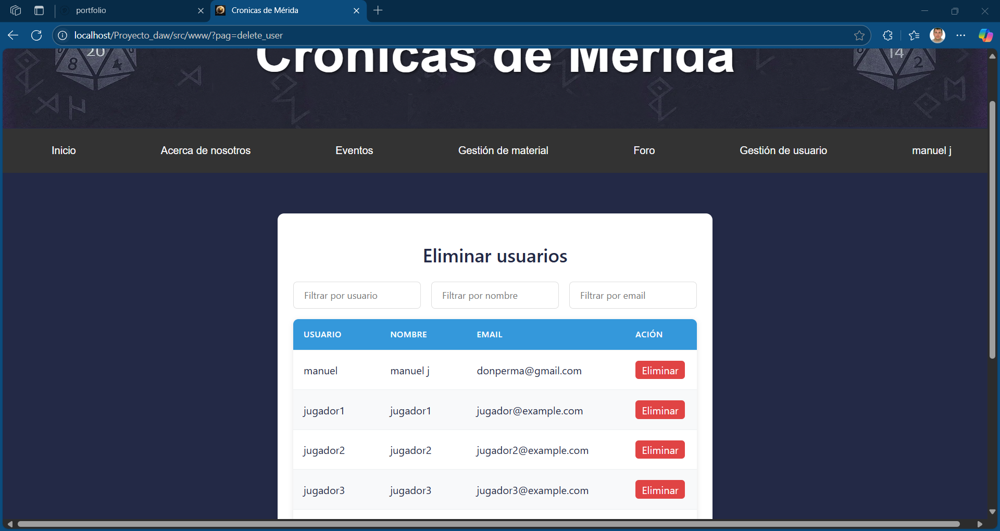 portfolio
Cronicas de Mérida
localhost/Proyecto_daw/src/www/?pag=delete_user
Cronicas de Mérida
20
8
4
14
2
Inicio
Acerca de nosotros
Eventos
Gestión de material
Foro
Gestión de usuario
manuel j
Eliminar usuarios
Filtrar por usuario
Filtrar por nombre
Filtrar por email
USUARIO NOMBRE EMAIL ACIÓN
manuel manuel j donperma@gmail.com Eliminar
jugador1 jugador1 jugador@example.com Eliminar
jugador2 jugador2 jugador2@example.com Eliminar
jugador3 jugador3 jugador3@example.com Eliminar